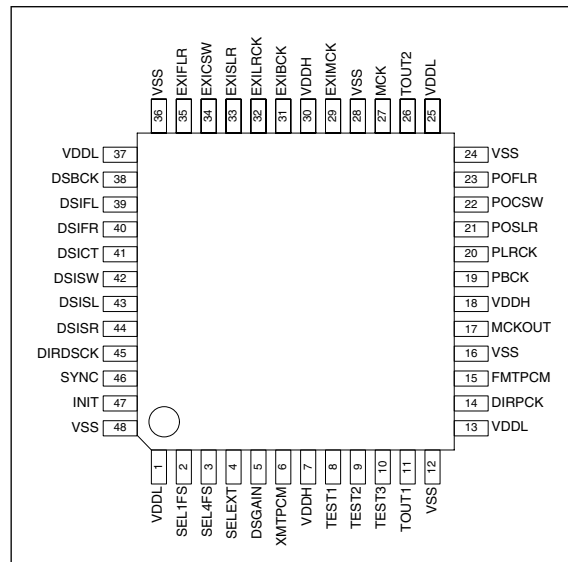 VSS
EXIFLR
EXICSW
EXISLR
EXILRCK
EXIBCK
VDDH
EXIMCK
VSS
MCK
TOUT2
VDDL
36 35 34 33 32 31 30 29 28 27 26 25
VDDL 37
DSBCK 38
DSIFL 39
DSIFR 40
DSICT 41
DSISW 42
DSISL 43
DSISR 44
DIRDSCK 45
SYNC 46
INIT 47
VSS 48
24 VSS
23 POFLR
22 POCSW
21 POSLR
20 PLRCK
19 PBCK
18 VDDH
17 MCKOUT
16 VSS
15 FMTPCM
14 DIRPCK
13 VDDL
1 2 3 4 5 6 7 8 9 10 11 12
VDDL
SEL1FS
SEL4FS
SELEXT
DSGAIN
XMTPCM
VDDH
TEST1
TEST2
TEST3
TOUT1
VSS